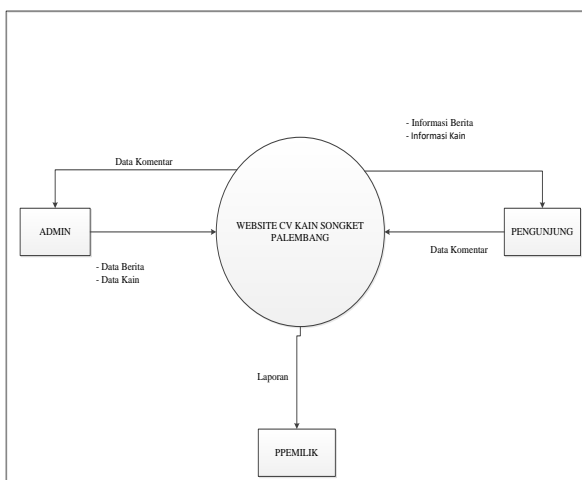 - Informasi Berita
- Informasi Kain
Data Komentar
ADMIN
WEBSITE CV KAIN SONGKET
PALEMBANG
PENGUNJUNG
Data Komentar
- Data Berita
- Data Kain
Laporan
PPEMILIK